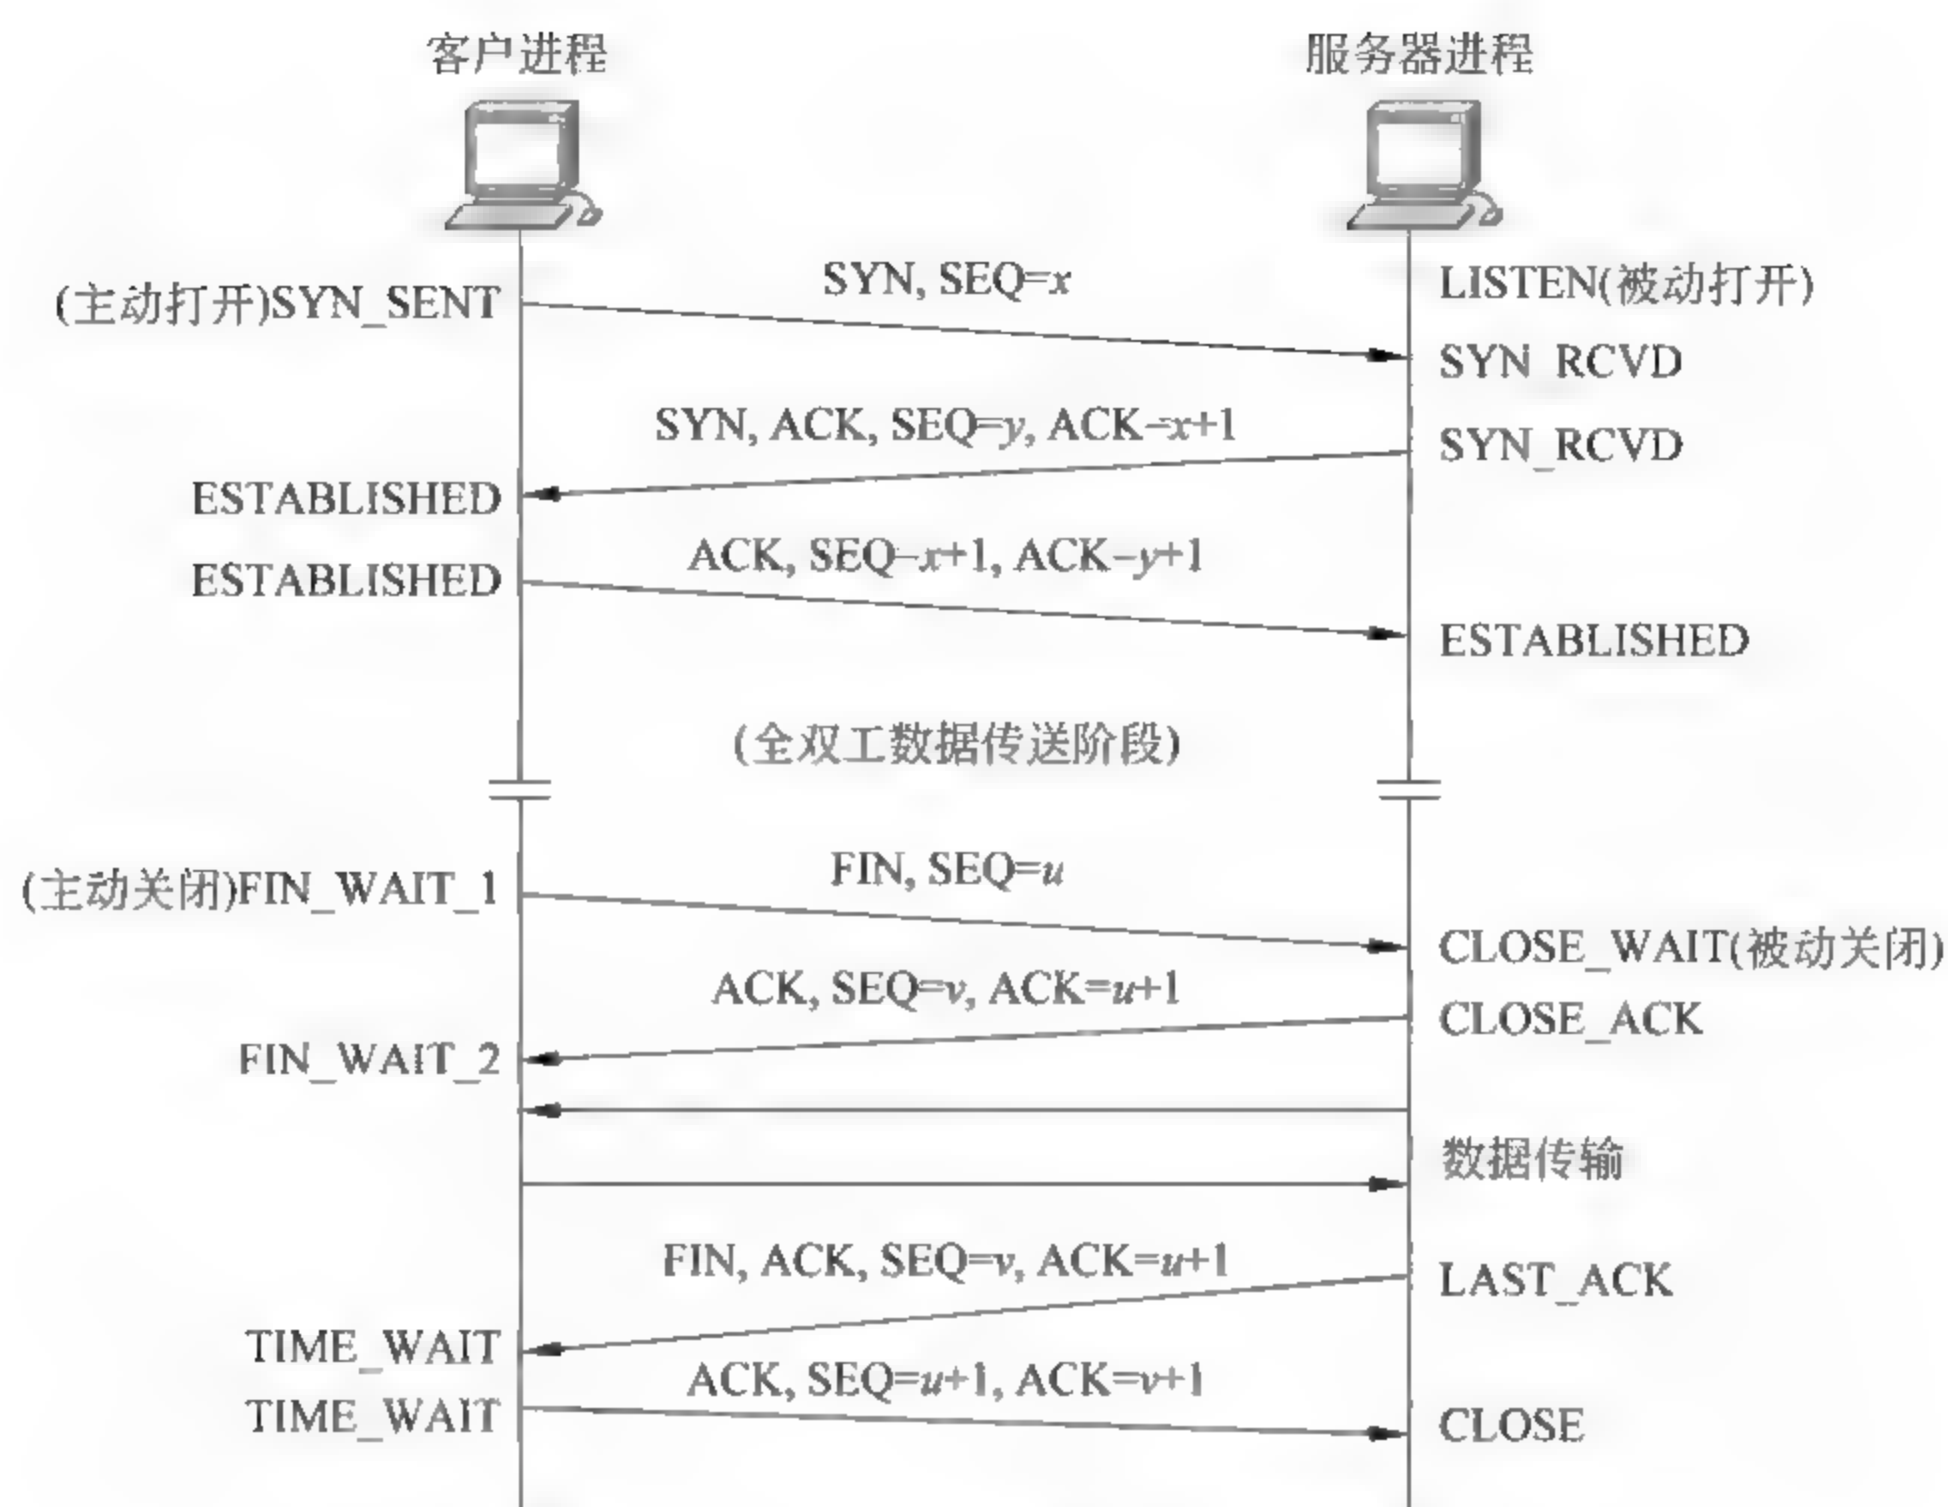 客户进程
服务器进程
SYN, SEQ=x
LISTEN(被动打开)
(主动打开)SYN_SENT
SYN RCVD
SYN, ACK, SEQ=y, ACK-x+1
SYN_RCVD
ESTABLISHED
ACK, SEQ-x+1, ACK-y+1
ESTABLISHED
ESTABLISHED
(全双工数据传送阶段)
FIN, SEQ=u
(主动关闭)FIN_WAIT_1
CLOSE_WAIT(被动关闭)
ACK, SEQ=v, ACK=u+1
CLOSE_ACK
FIN_WAIT_2
数据传输
FIN, ACK, SEQ=v, ACK=u+1
LAST_ACK
TIME_WAIT
ACK, SEQ=u+1, ACK=v+1
TIME_WAIT
CLOSE